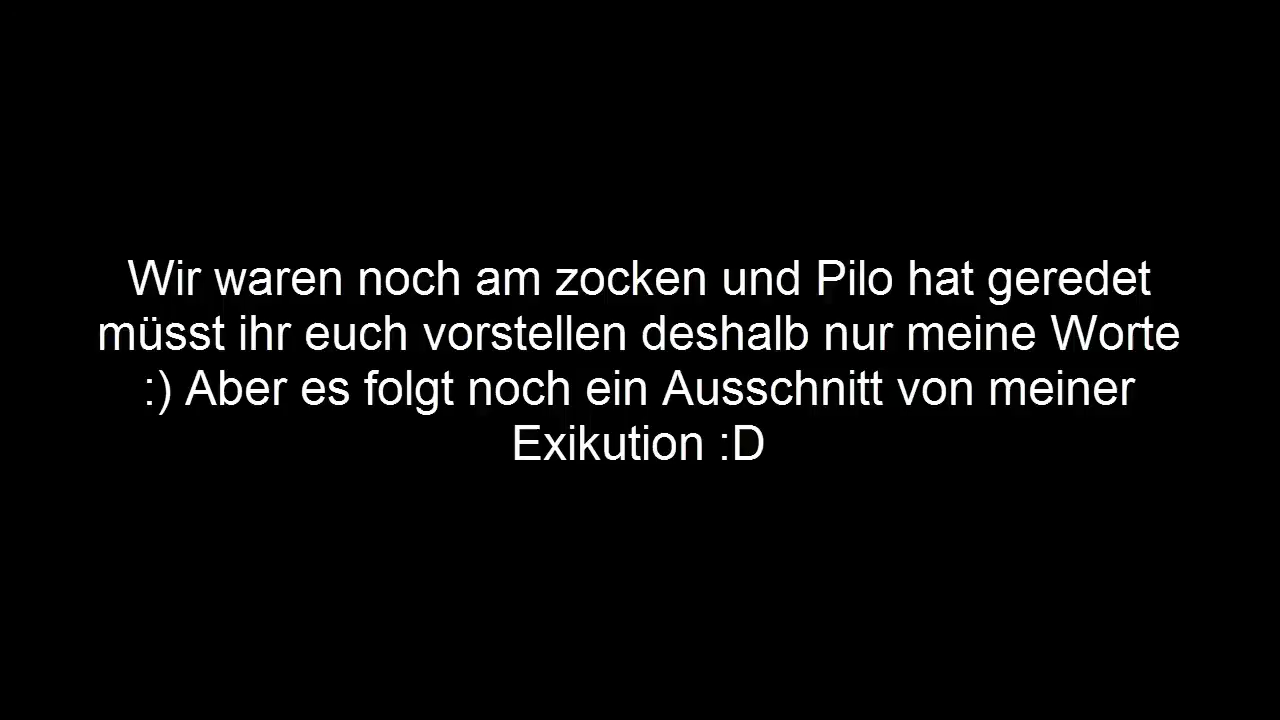 Wir waren noch am zocken und Pilo hat geredet
müsst ihr euch vorstellen deshalb nur meine Worte
:) Aber es folgt noch ein Ausschnitt von meiner
Exikution :D